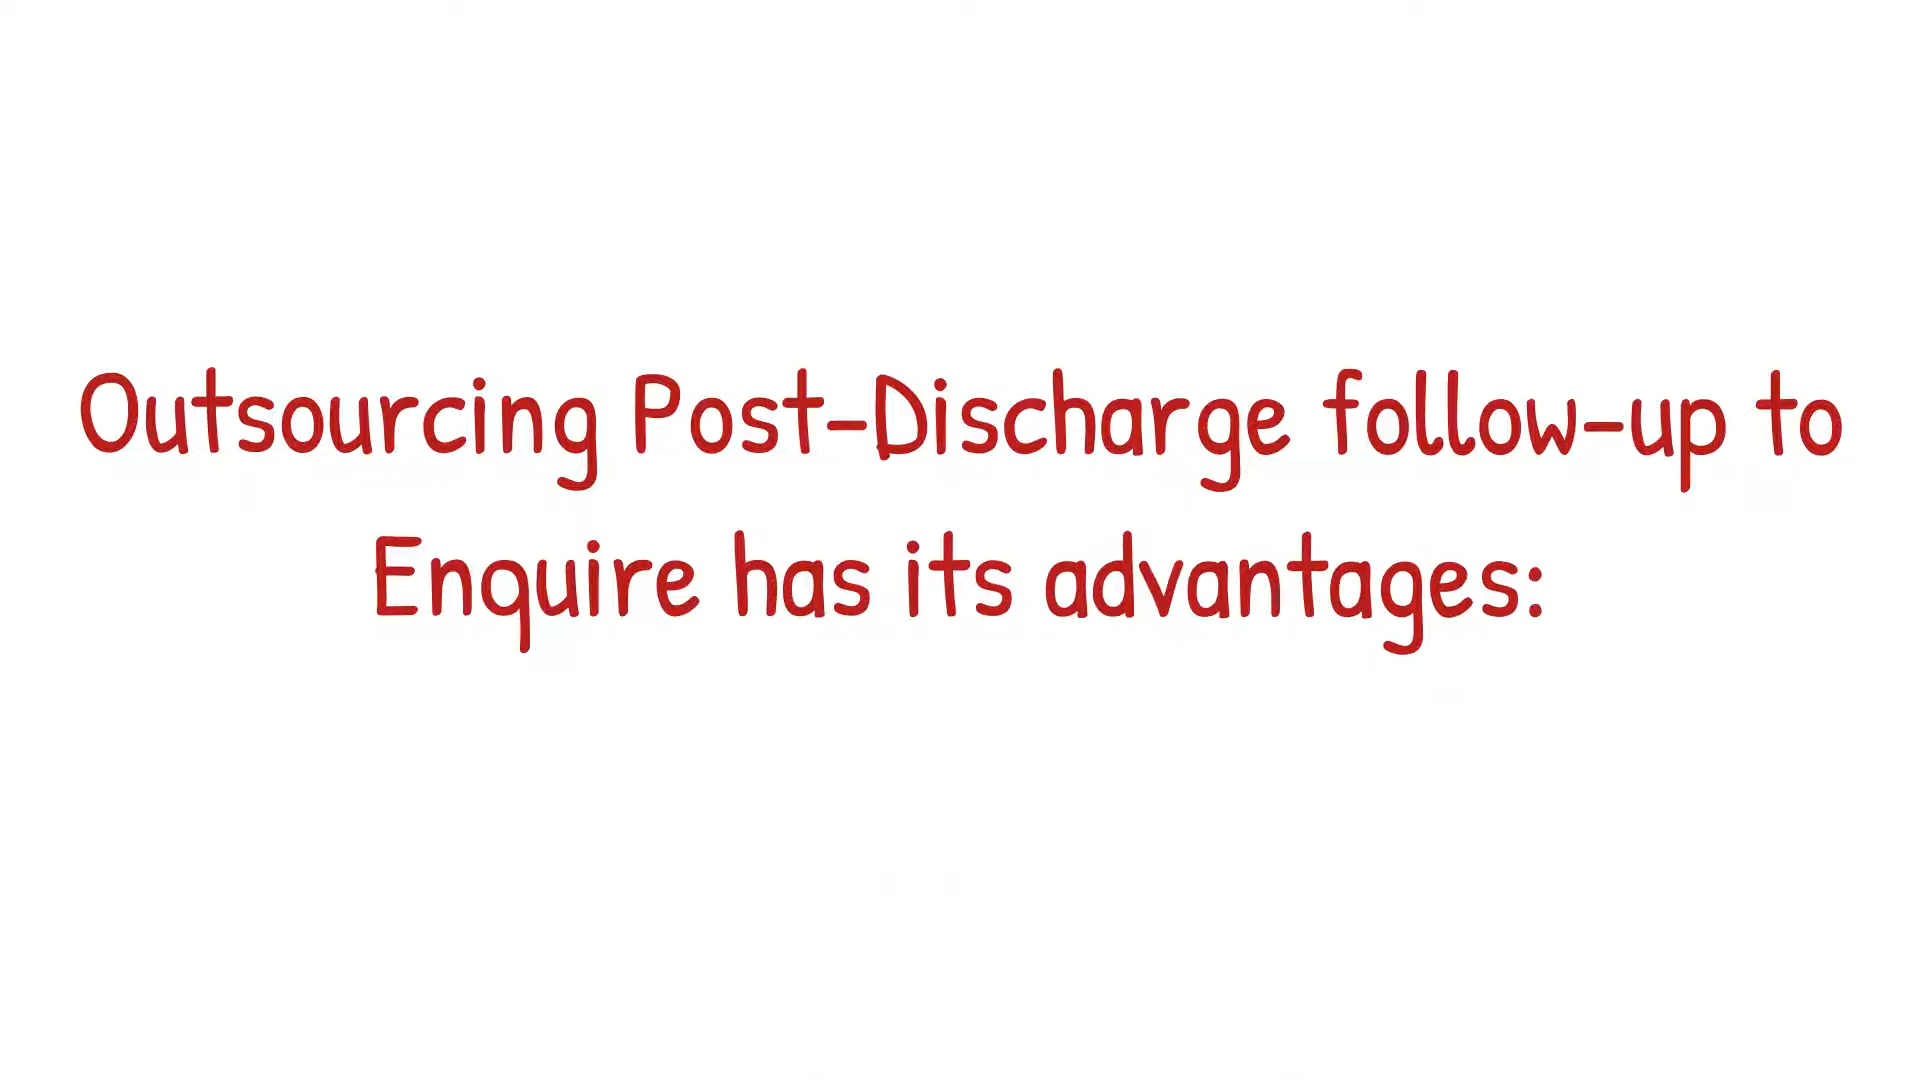 Outsourcing Post-Discharge follow-up to
Enquire has its advantages: